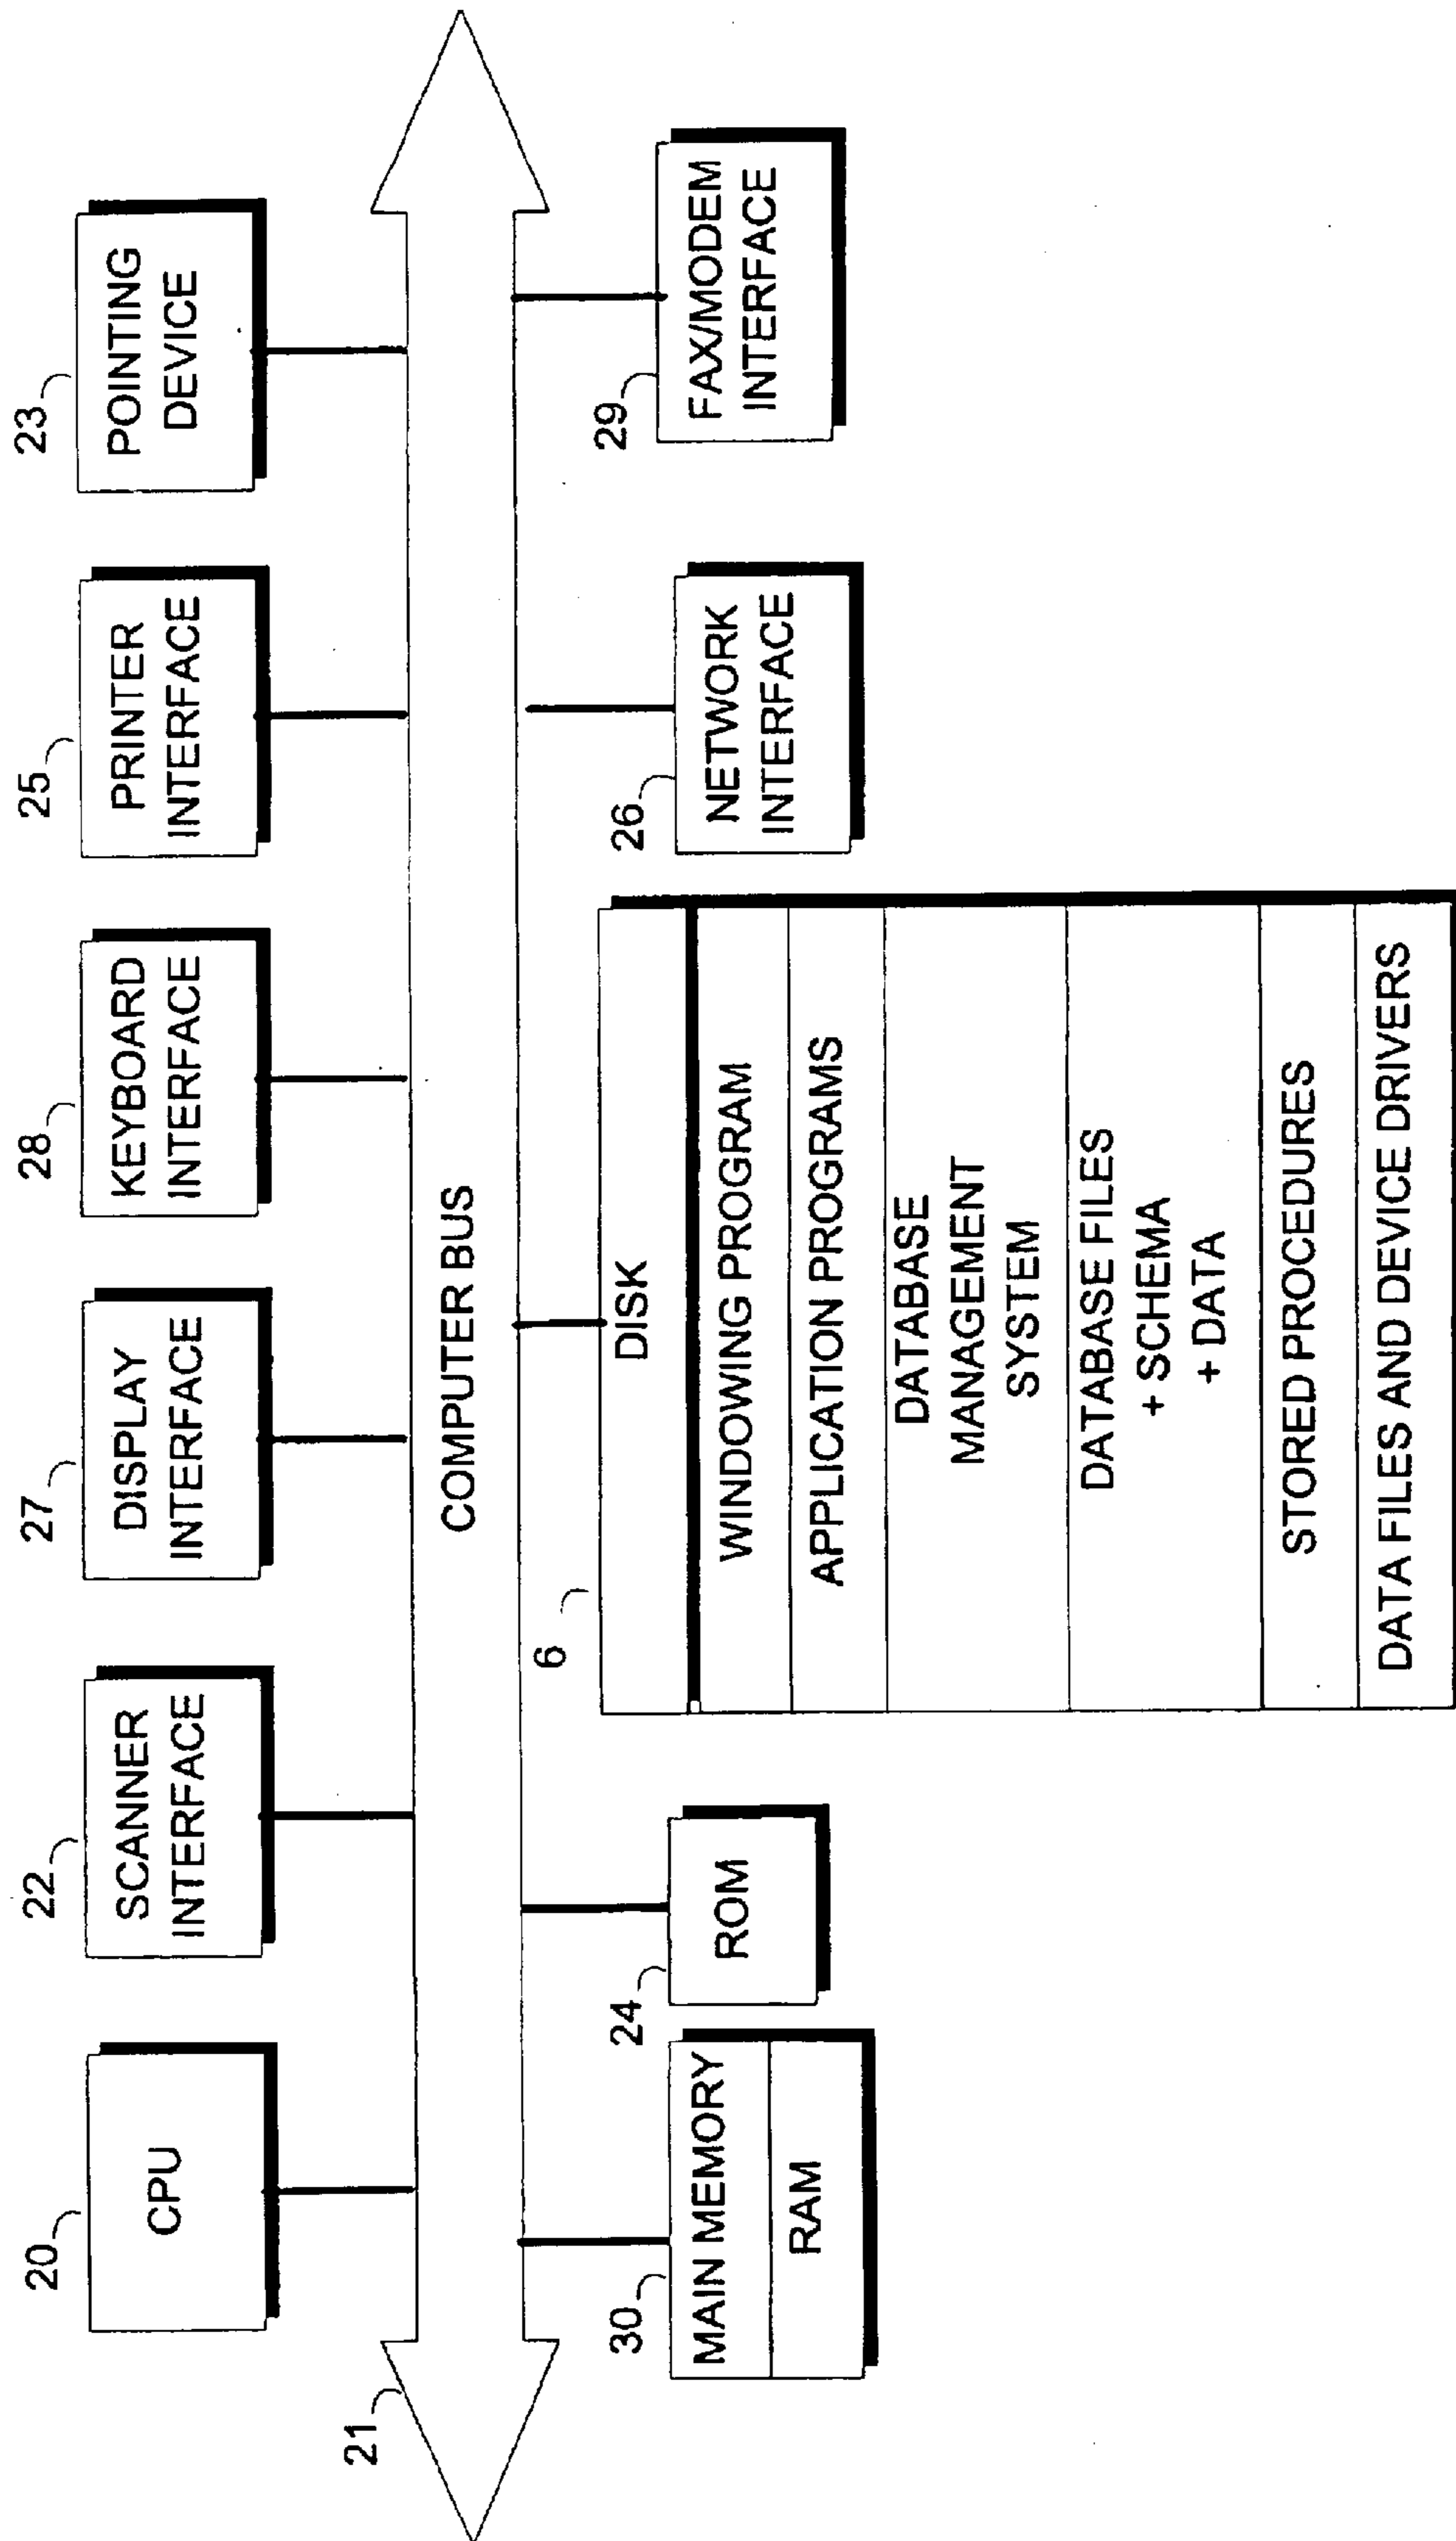 20
CPU
22
SCANNER
INTERFACE
27
DISPLAY
INTERFACE
28
KEYBOARD
INTERFACE
25
PRINTER
INTERFACE
23
POINTING
DEVICE
21
COMPUTER BUS
30
MAIN MEMORY
RAM
24
ROM
6
DISK
WINDOWING PROGRAM
APPLICATION PROGRAMS
DATABASE
MANAGEMENT
SYSTEM
DATABASE FILES
+ SCHEMA
+ DATA
STORED PROCEDURES
DATA FILES AND DEVICE DRIVERS
26
NETWORK
INTERFACE
29
FAX/MODEM
INTERFACE